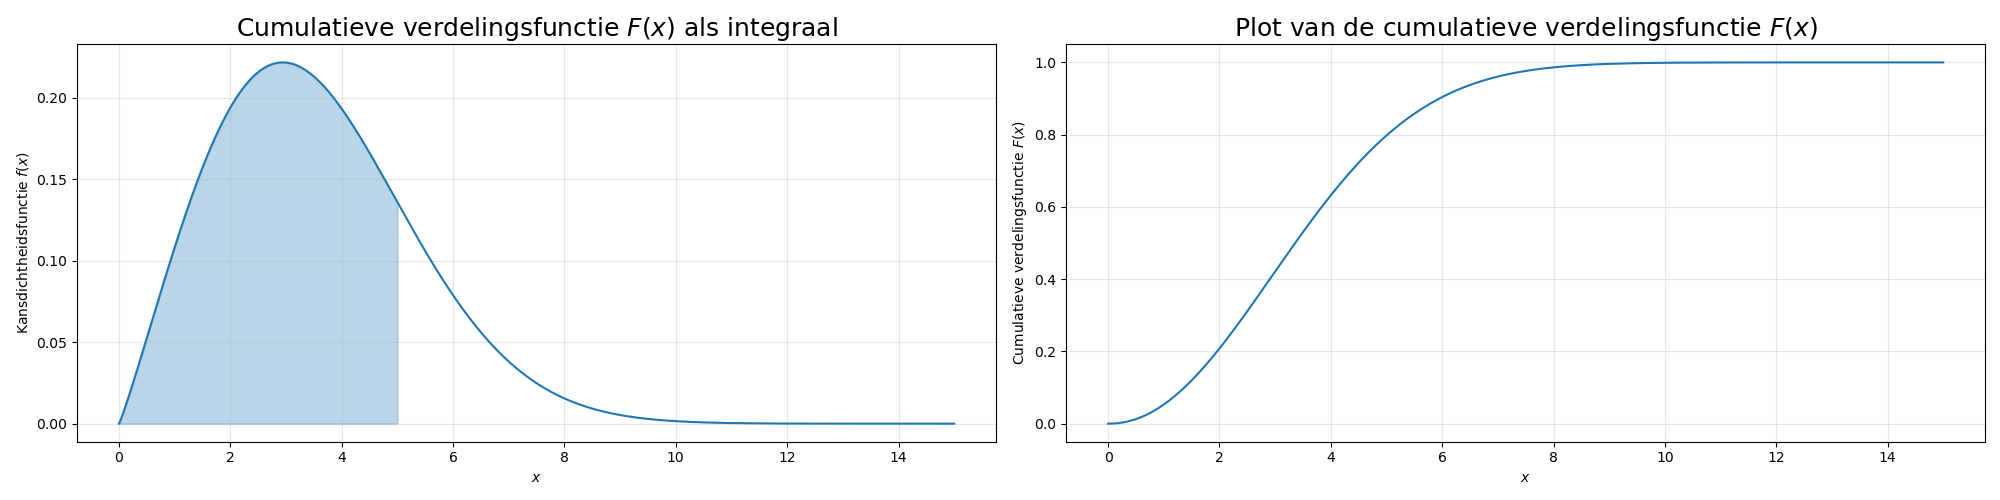 Cumulatieve verdelingsfunctie F(x) als integraal
Kansdichtheidsfunctie f(x)
0.20
0.15
0.10
0.05
0.00
0 2 4 6 8 10 12 14
x
Plot van de cumulatieve verdelingsfunctie F(x)
Cumulatieve verdelingsfunctie F(x)
1.0
0.8
0.6
0.4
0.2
0.0
0 2 4 6 8 10 12 14
x